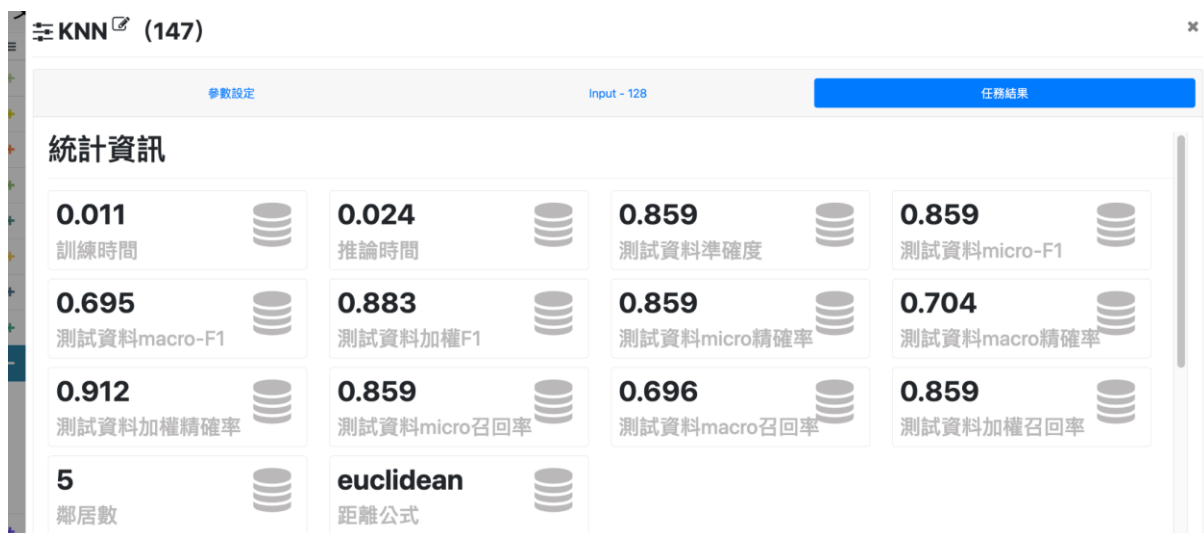 KNN (147)
參數設定 Input - 128 任務結果
統計資訊
0.011 0.024 0.859 0.859
訓練時間 推論時間 測試資料準確度 測試資料micro-F1
0.695 0.883 0.859 0.704
測試資料macro-F1 測試資料加權F1 測試資料micro精確率 測試資料macro精確率
0.912 0.859 0.696 0.859
測試資料加權精確率 測試資料micro召回率 測試資料macro召回率 測試資料加權召回率
5 euclidean
鄰居數 距離公式